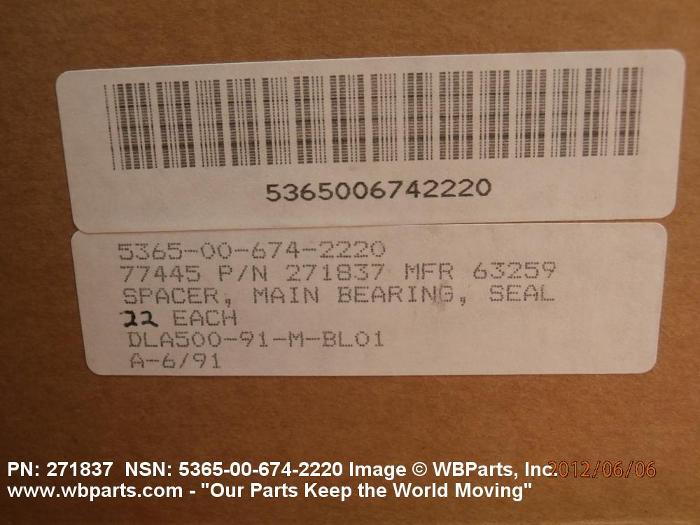 5365006742220
5365-00-674-2220
77445 P/N 271837 MFR 63259
SPACER, MAIN BEARING, SEAL
22 EACH
DLA500-91-M-BL01
A-6/91
PN: 271837 NSN: 5365-00-674-2220 Image © WBParts, Inc. 2012/06/06
www.wbparts.com - "Our Parts Keep the World Moving"